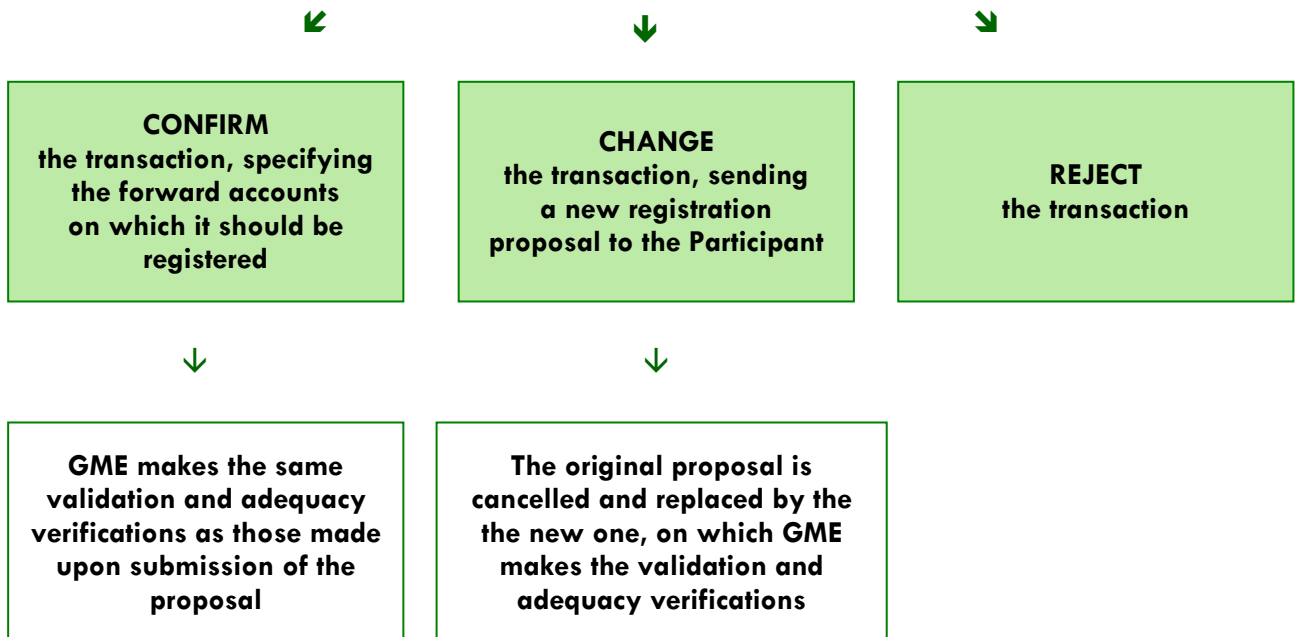 CONFIRM
the transaction, specifying
the forward accounts
on which it should be
registered
CHANGE
the transaction, sending
a new registration
proposal to the Participant
REJECT
the transaction
GME makes the same
validation and adequacy
verifications as those made
upon submission of the
proposal
The original proposal is
cancelled and replaced by the
the new one, on which GME
makes the validation and
adequacy verifications